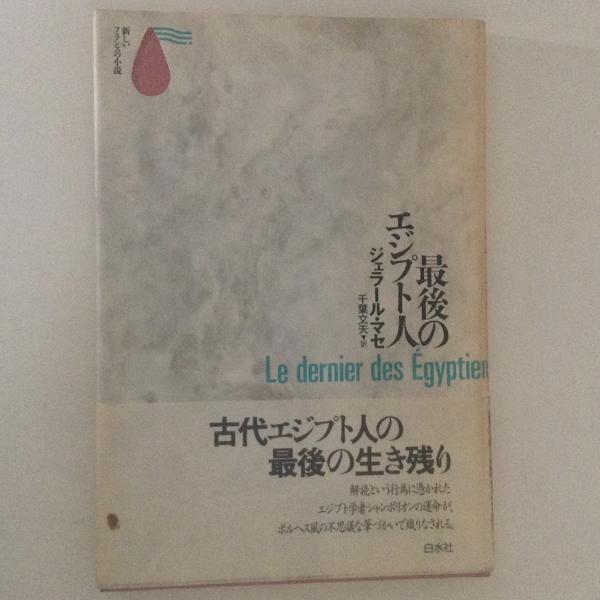 新しい
フランスの小説
最後の
エジプト人
ジェラール・マセ
千葉文夫▼訳
Le dernier des Égyptien
古代エジプト人の
最後の生き残り
解読という行為に憑かれた
エジプト学者シャンポリオンの運命が、
ボルヘス風の不思議な筆づかいで織りなされる。
白水社